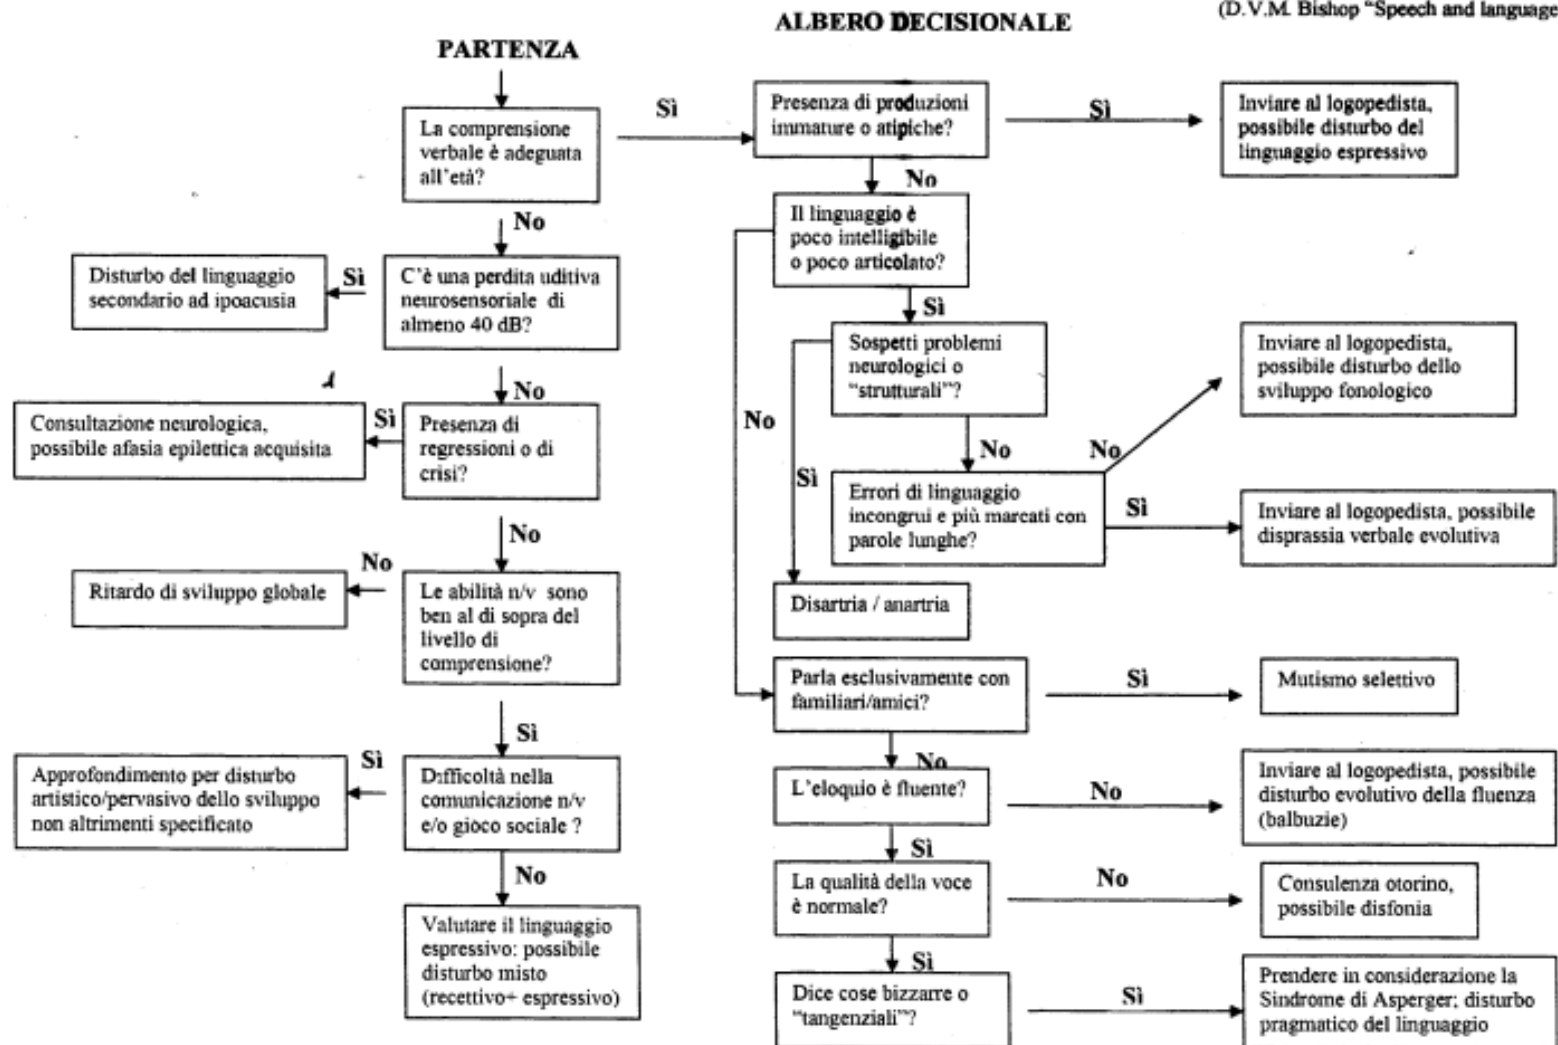 ALBERO DECISIONALE
(D.V.M. Bishop "Speech and language
PARTENZA
La comprensione
verbale è adeguata
all'età?
Sì
Presenza di produzioni
immature o atipiche?
Sì
Inviare al logopedista,
possibile disturbo del
linguaggio espressivo
No
No
Il linguaggio è
poco intelligibile
o poco articolato?
Disturbo del linguaggio
secondario ad ipoacusia
Sì
C'è una perdita uditiva
neurosensoriale di
almeno 40 dB?
Sì
Sospetti problemi
neurologici o
"strutturali"?
Inviare al logopedista,
possibile disturbo dello
sviluppo fonologico
No
Consultazione neurologica,
possibile afasia epilettica acquisita
Sì
Presenza di
regressioni o di
crisi?
No
No
No
Sì
Errori di linguaggio
incongrui e più marcati con
parole lunghe?
Sì
Inviare al logopedista, possibile
disprassia verbale evolutiva
No
Ritardo di sviluppo globale
No
Le abilità n/v sono
ben al di sopra del
livello di
comprensione?
Disartria / anartria
Parla esclusivamente con
familiari/amici?
Sì
Mutismo selettivo
Sì
Approfondimento per disturbo
artistico/pervasivo dello sviluppo
non altrimenti specificato
Sì
Difficoltà nella
comunicazione n/v
e/o gioco sociale ?
No
L'eloquio è fluente?
No
Inviare al logopedista, possibile
disturbo evolutivo della fluenza
(balbuzie)
No
Valutare il linguaggio
espressivo: possibile
disturbo misto
(recettivo+ espressivo)
Sì
La qualità della voce
è normale?
No
Consulenza otorino,
possibile disfonia
Sì
Dice cose bizzarre o
"tangenziali"?
Sì
Prendere in considerazione la
Sindrome di Asperger; disturbo
pragmatico del linguaggio